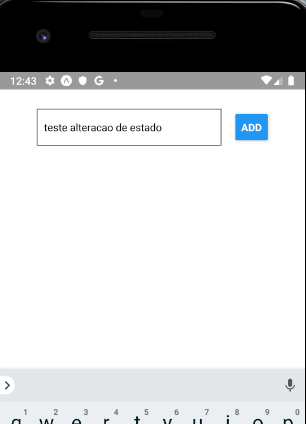 12:43
teste alteracao de estado
ADD
1 2 3 4 5 6 7 8 9 0
q w e r t y u i o p